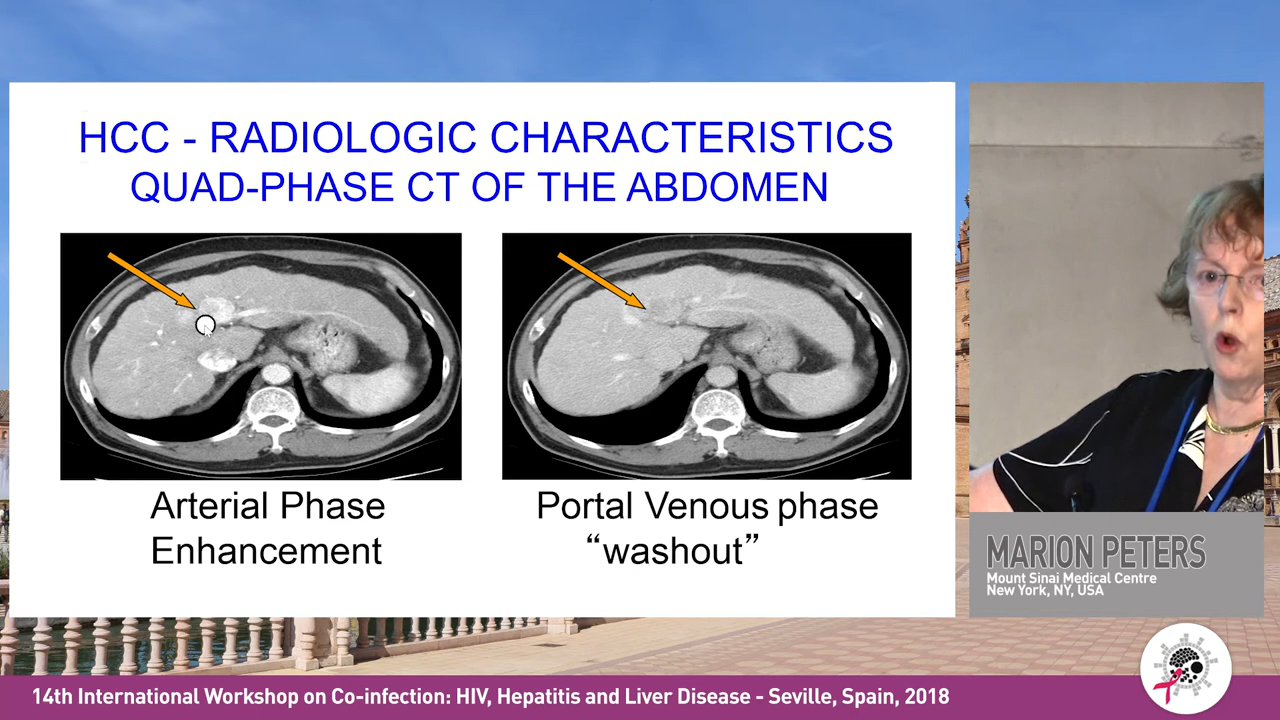 HCC - RADIOLOGIC CHARACTERISTICS
QUAD-PHASE CT OF THE ABDOMEN
Arterial Phase
Enhancement
Portal Venous phase
“washout”
MARION PETERS
Mount Sinai Medical Centre
New York, NY, USA
14th International Workshop on Co-infection: HIV, Hepatitis and Liver Disease - Seville, Spain, 2018